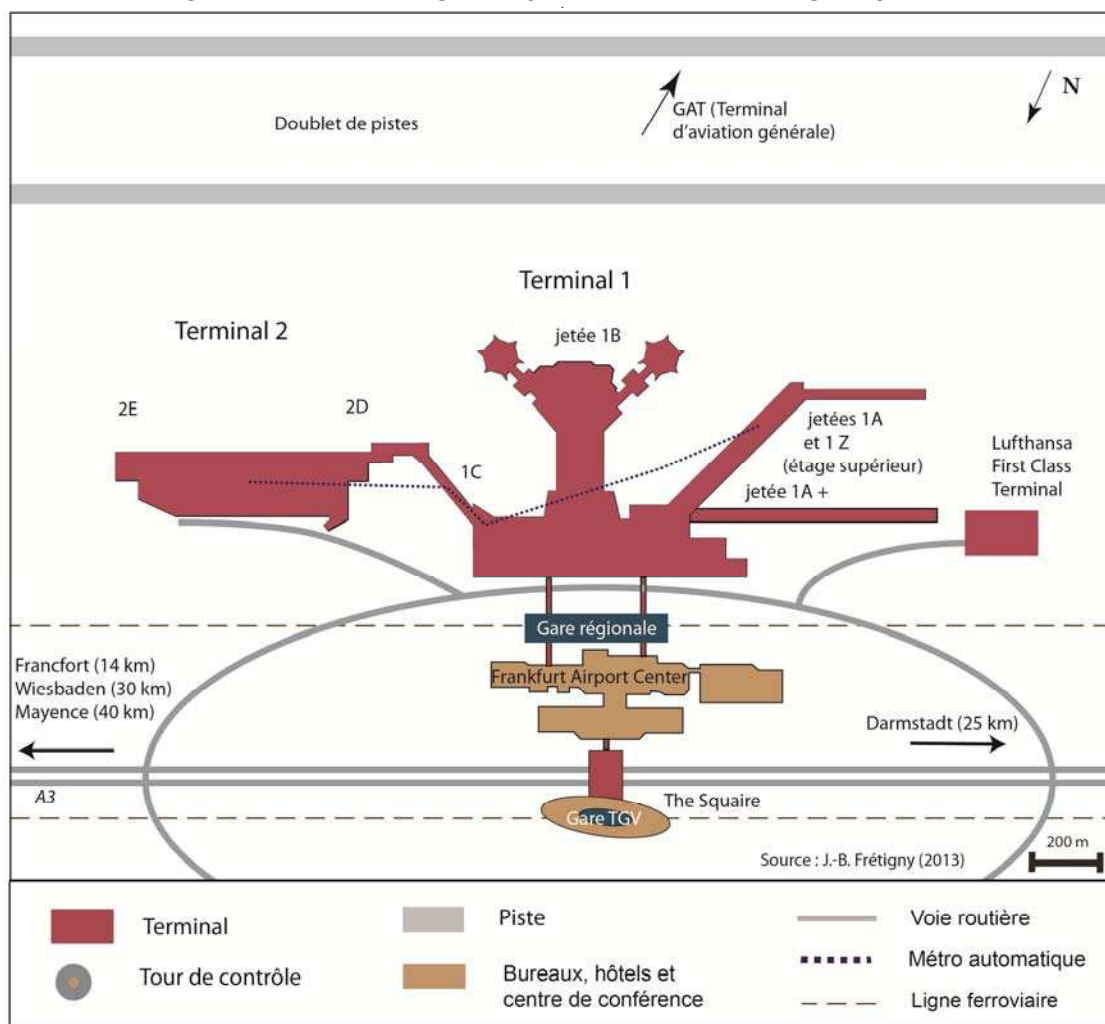 Doublet de pistes
GAT (Terminal
d'aviation générale)
N
Terminal 1
Terminal 2
jetée 1B
2E
2D
1C
jetées 1A
et 1 Z
(étage supérieur)
jetée 1A +
Lufthansa
First Class
Terminal
Gare régionale
Francfort (14 km)
Wiesbaden (30 km)
Mayence (40 km)
Frankfurt Airport Center
Darmstadt (25 km)
A3
The Squaire
Gare TGV
200 m
Source : J.-B. Frétigny (2013)
Terminal
Piste
Voie routière
Tour de contrôle
Bureaux, hôtels et
centre de conférence
Métro automatique
Ligne ferroviaire